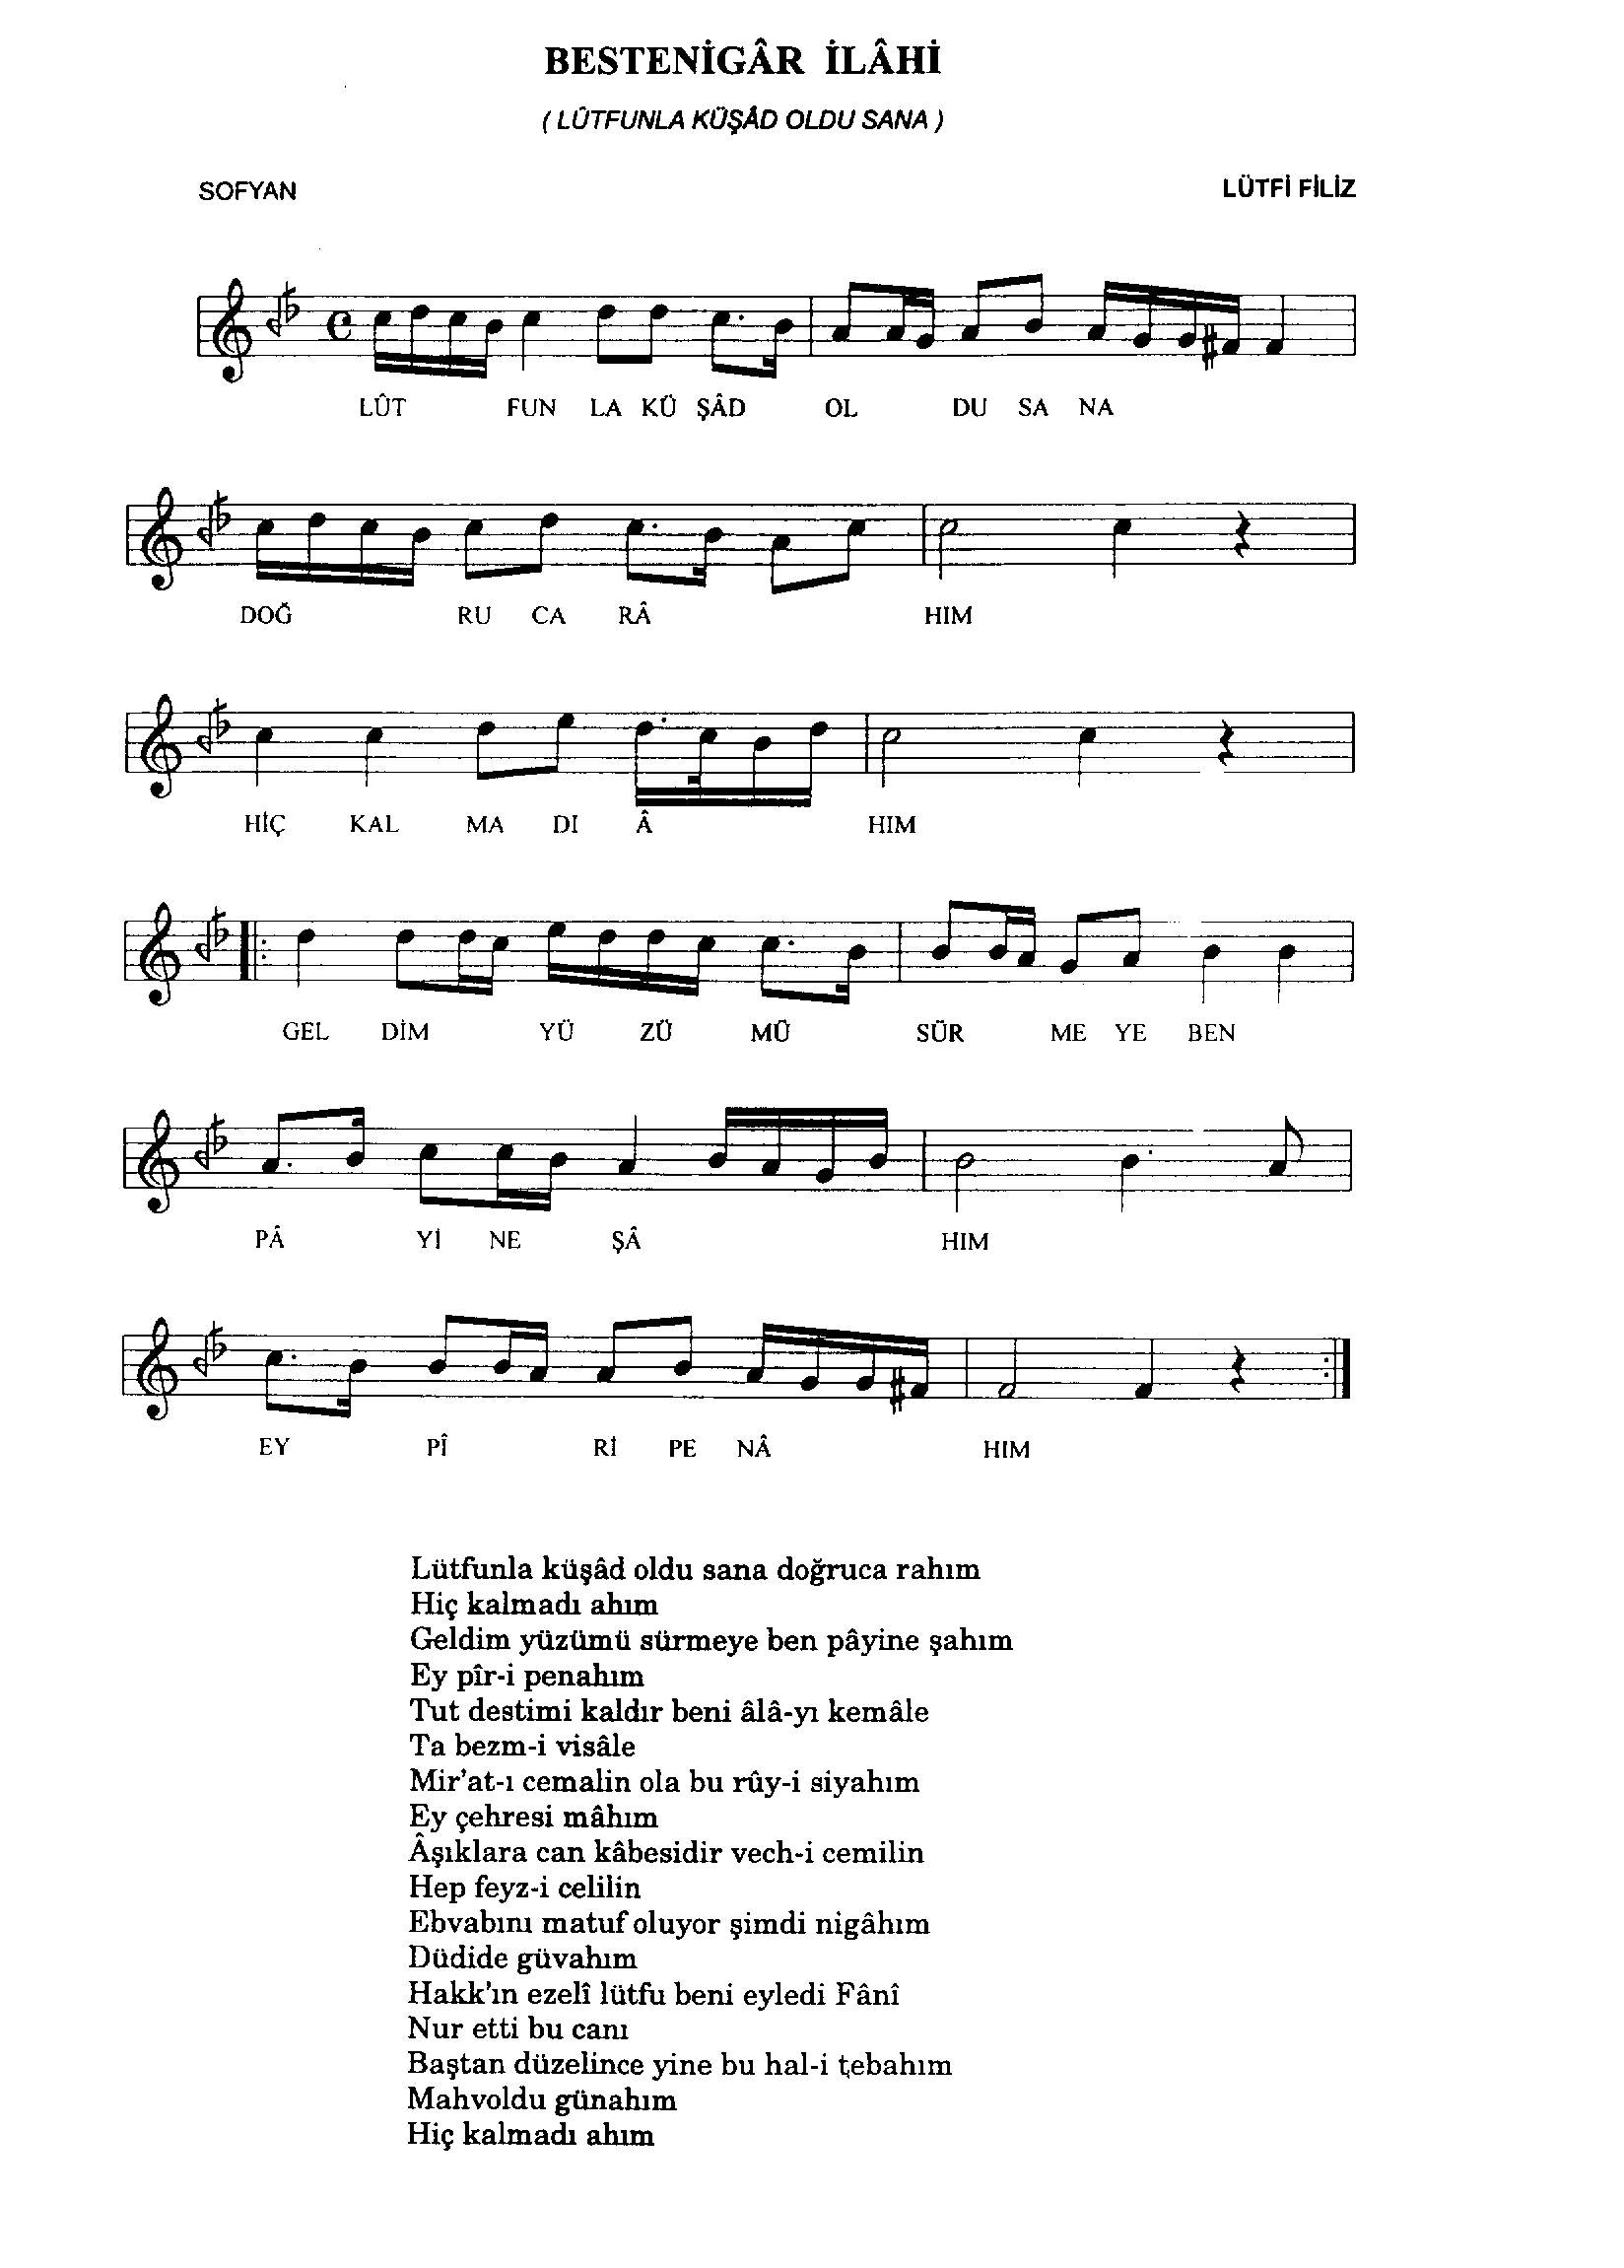 BESTENİGÂR İLÂHİ
( LÛTFUNLA KÜŞÂD OLDU SANA )
SOFYAN
LÜTFİ FİLİZ
LÛT FUN LA KÜ ŞÂD OL DU SA NA
DOĞ RU CA RÂ HIM
HİÇ KAL MA DI Â HIM
GEL DİM YÜ ZÜ MÜ SÜR ME YE BEN
PÂ Yİ NE ŞÂ HIM
EY PÎ Rİ PE NÂ HIM
Lütfunla küşâd oldu sana doğruca rahım
Hiç kalmadı ahım
Geldim yüzümü sürmeye ben pâyine şahım
Ey pîr-i penahım
Tut destimi kaldır beni âlâ-yı kemâle
Ta bezm-i visâle
Mir'at-ı cemalin ola bu rûy-i siyahım
Ey çehresi mâhım
Âşıklara can kâbesidir vech-i cemilin
Hep feyz-i celilin
Ebvabını matuf oluyor şimdi nigâhım
Düdide güvahım
Hakk'ın ezelî lütfu beni eyledi Fânî
Nur etti bu canı
Baştan düzelince yine bu hal-i tebahım
Mahvoldu günahım
Hiç kalmadı ahım